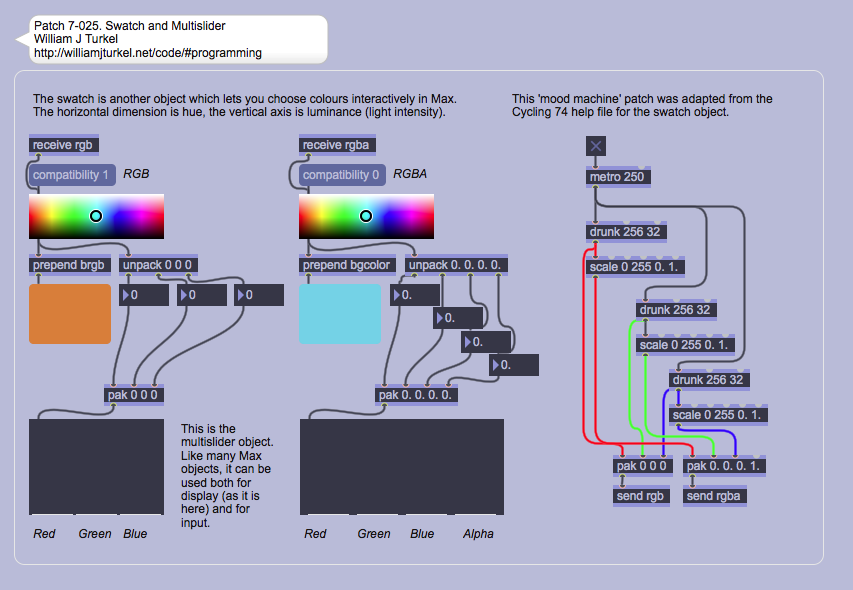 Patch 7-025. Swatch and Multislider
William J Turkel
http://williamjturkel.net/code/#programming
The swatch is another object which lets you choose colours interactively in Max.
The horizontal dimension is hue, the vertical axis is luminance (light intensity).
This 'mood machine' patch was adapted from the
Cycling 74 help file for the swatch object.
receive rgb
compatibility 1
RGB
prepend brgb
unpack 0 0 0
0
0
0
pak 0 0 0
This is the
multislider object.
Like many Max
objects, it can be
used both for
display (as it is
here) and for
input.
Red
Green
Blue
receive rgba
compatibility 0
RGBA
prepend bgcolor
unpack 0. 0. 0. 0.
0.
0.
0.
0.
pak 0. 0. 0. 0.
Red
Green
Blue
Alpha
metro 250
drunk 256 32
scale 0 255 0. 1.
drunk 256 32
scale 0 255 0. 1.
drunk 256 32
scale 0 255 0. 1.
pak 0 0 0
pak 0. 0. 0. 1.
send rgb
send rgba